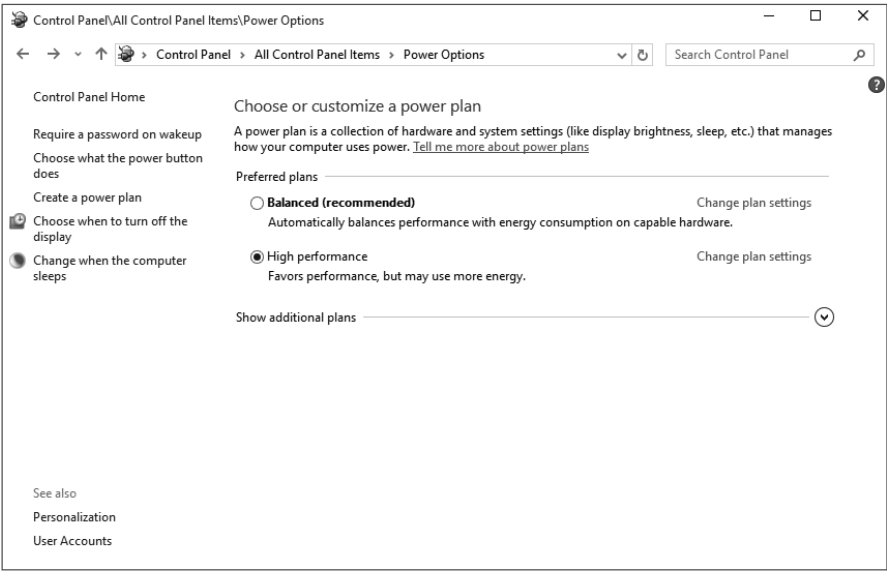 Control Panel\All Control Panel Items\Power Options
Control Panel > All Control Panel Items > Power Options
Search Control Panel
Control Panel Home
Require a password on wakeup
Choose what the power button
does
Create a power plan
Choose when to turn off the
display
Change when the computer
sleeps
?
Choose or customize a power plan
A power plan is a collection of hardware and system settings (like display brightness, sleep, etc.) that manages
how your computer uses power. Tell me more about power plans
Preferred plans
Balanced (recommended) Change plan settings
Automatically balances performance with energy consumption on capable hardware.
High performance Change plan settings
Favors performance, but may use more energy.
Show additional plans
See also
Personalization
User Accounts